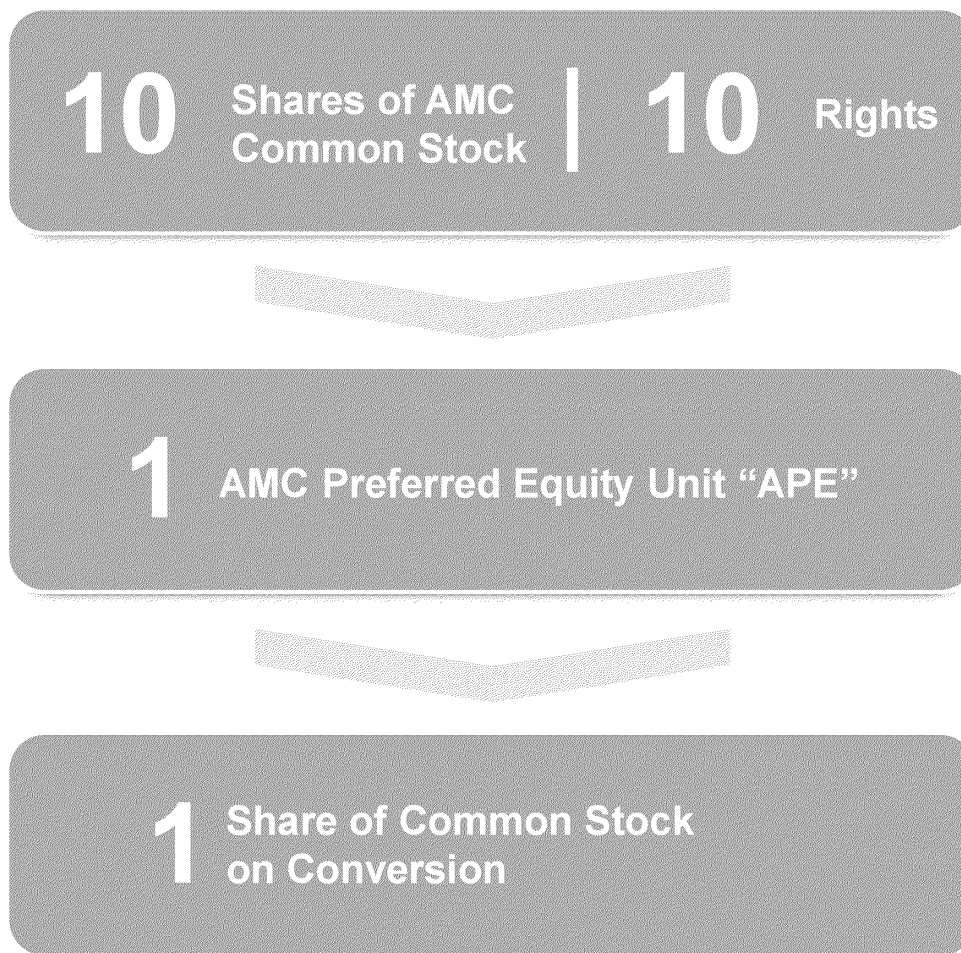 10 Shares of AMC Common Stock | 10 Rights
1 AMC Preferred Equity Unit “APE”
1 Share of Common Stock
on Conversion